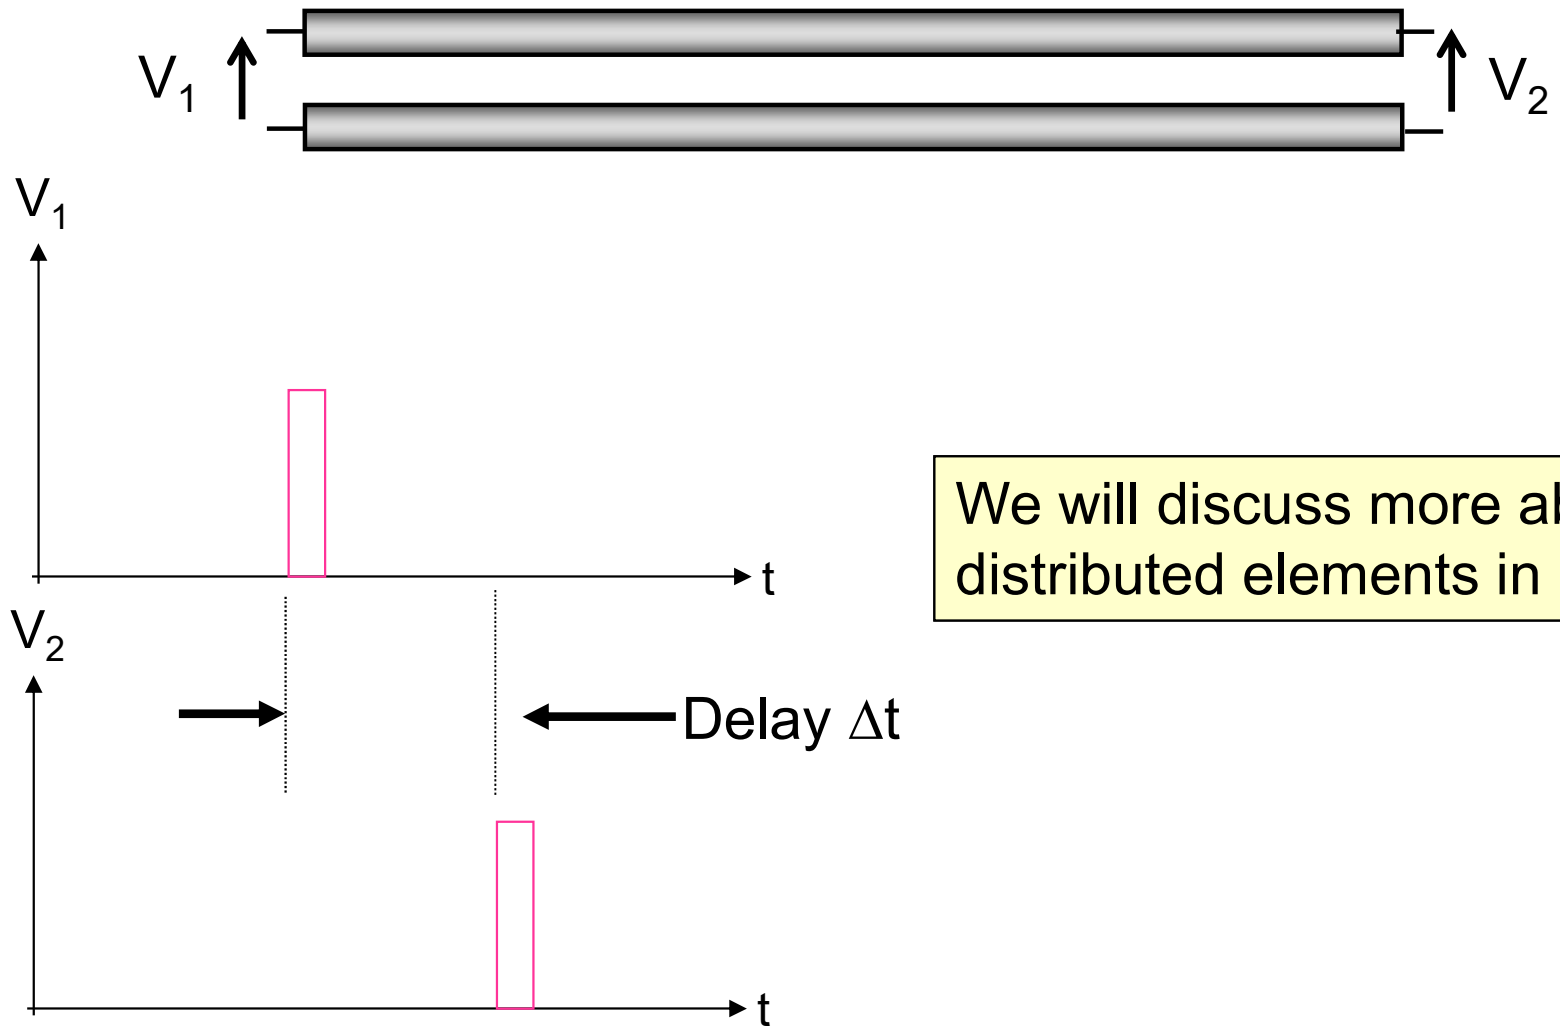 V₁
V₂
V₁
t
We will discuss more
distributed elements in
V₂
Delay Δt
t